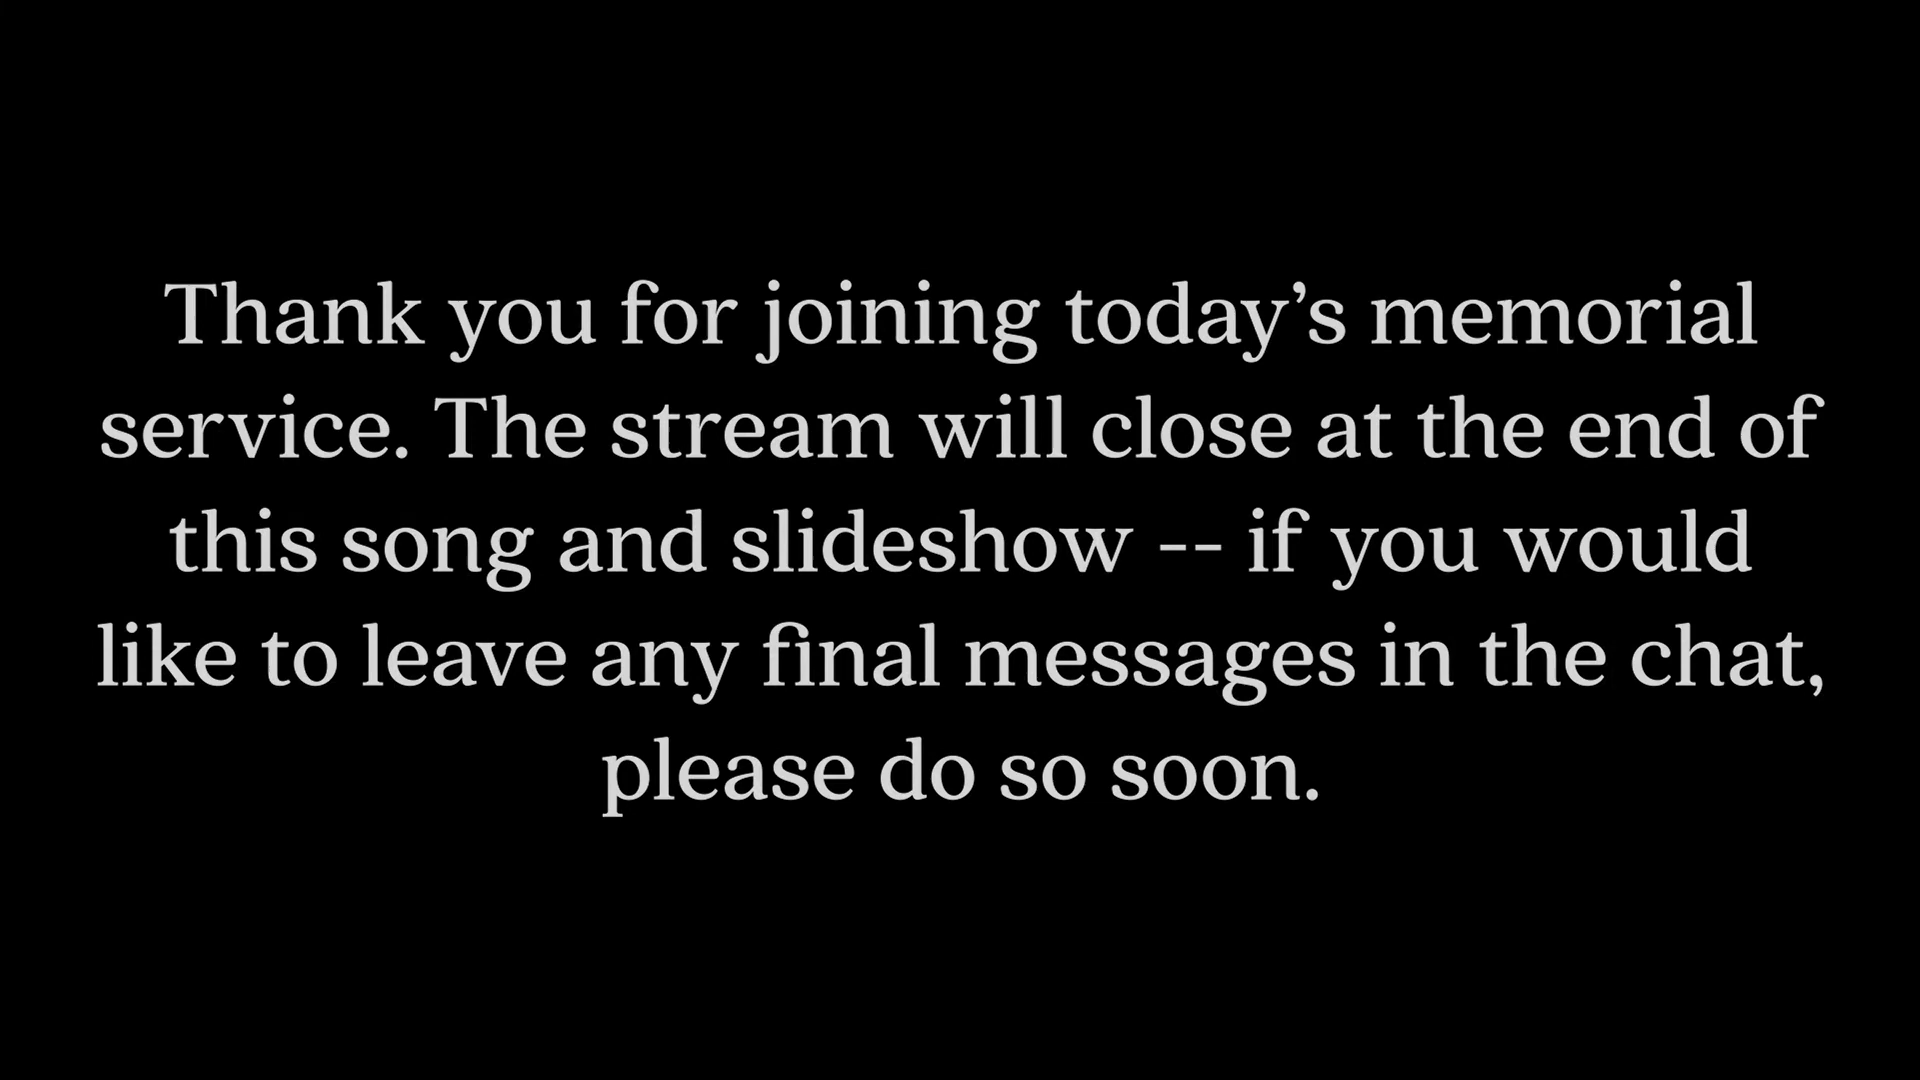 Thank you for joining today’s memorial
service. The stream will close at the end of
this song and slideshow -- if you would
like to leave any final messages in the chat,
please do so soon.